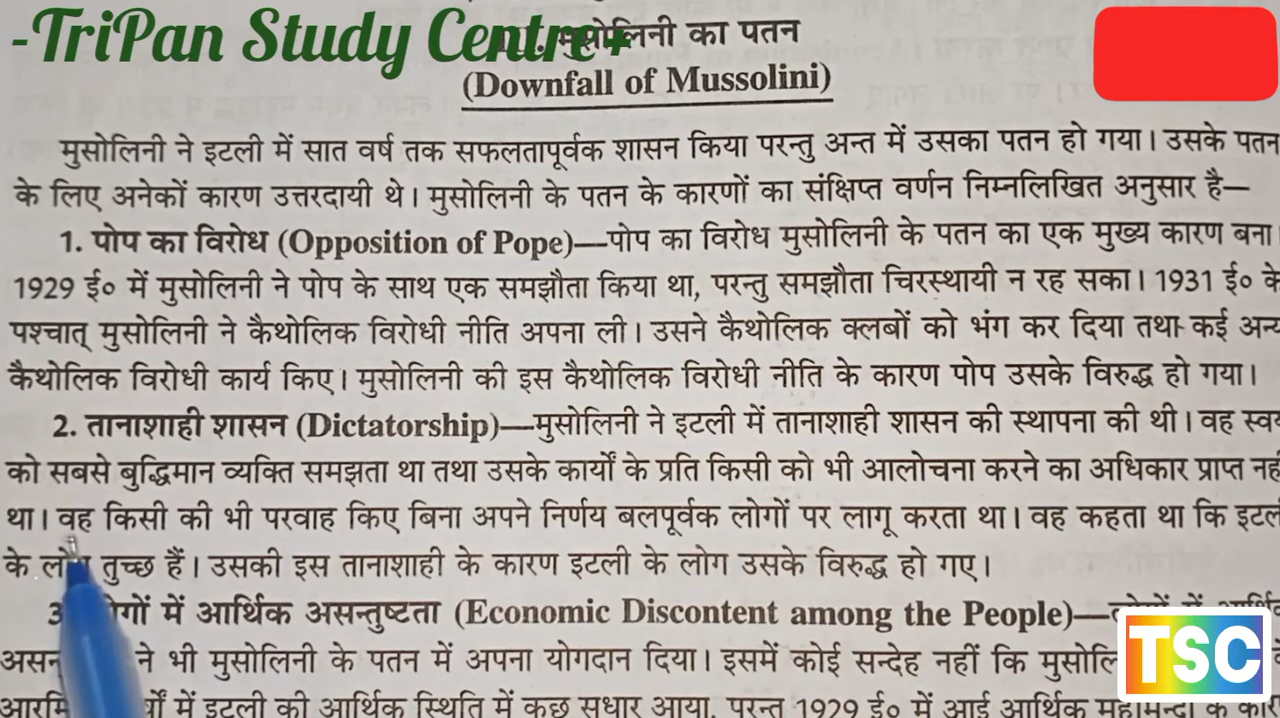 -TriPan Study Centre+
मुसोलिनी का पतन
(Downfall of Mussolini)
मुसोलिनी ने इटली में सात वर्ष तक सफलतापूर्वक शासन किया परन्तु अन्त में उसका पतन हो गया। उसके पतन
के लिए अनेकों कारण उत्तरदायी थे। मुसोलिनी के पतन के कारणों का संक्षिप्त वर्णन निम्नलिखित अनुसार है—
1. पोप का विरोध (Opposition of Pope)—पोप का विरोध मुसोलिनी के पतन का एक मुख्य कारण बना।
1929 ई० में मुसोलिनी ने पोप के साथ एक समझौता किया था, परन्तु समझौता चिरस्थायी न रह सका। 1931 ई० के
पश्चात् मुसोलिनी ने कैथोलिक विरोधी नीति अपना ली। उसने कैथोलिक क्लबों को भंग कर दिया तथा कई अन्य
कैथोलिक विरोधी कार्य किए। मुसोलिनी की इस कैथोलिक विरोधी नीति के कारण पोप उसके विरुद्ध हो गया।
2. तानाशाही शासन (Dictatorship)—मुसोलिनी ने इटली में तानाशाही शासन की स्थापना की थी। वह
को सबसे बुद्धिमान व्यक्ति समझता था तथा उसके कार्यों के प्रति किसी को भी आलोचना करने का अधिकार प्राप्त
था। वह किसी की भी परवाह किए बिना अपने निर्णय बलपूर्वक लोगों पर लागू करता था। वह कहता था कि
के तुच्छ हैं। उसकी इस तानाशाही के कारण इटली के लोग उसके विरुद्ध हो गए।
में आर्थिक असन्तुष्टता (Economic Discontent among the People)—
ने भी मुसोलिनी के पतन में अपना योगदान दिया। इसमें कोई सन्देह नहीं कि
में इटली की आर्थिक स्थिति में कुछ सुधार आया, परन्तु 1929 ई० में आई आर्थिक महामन्दी के
TSC